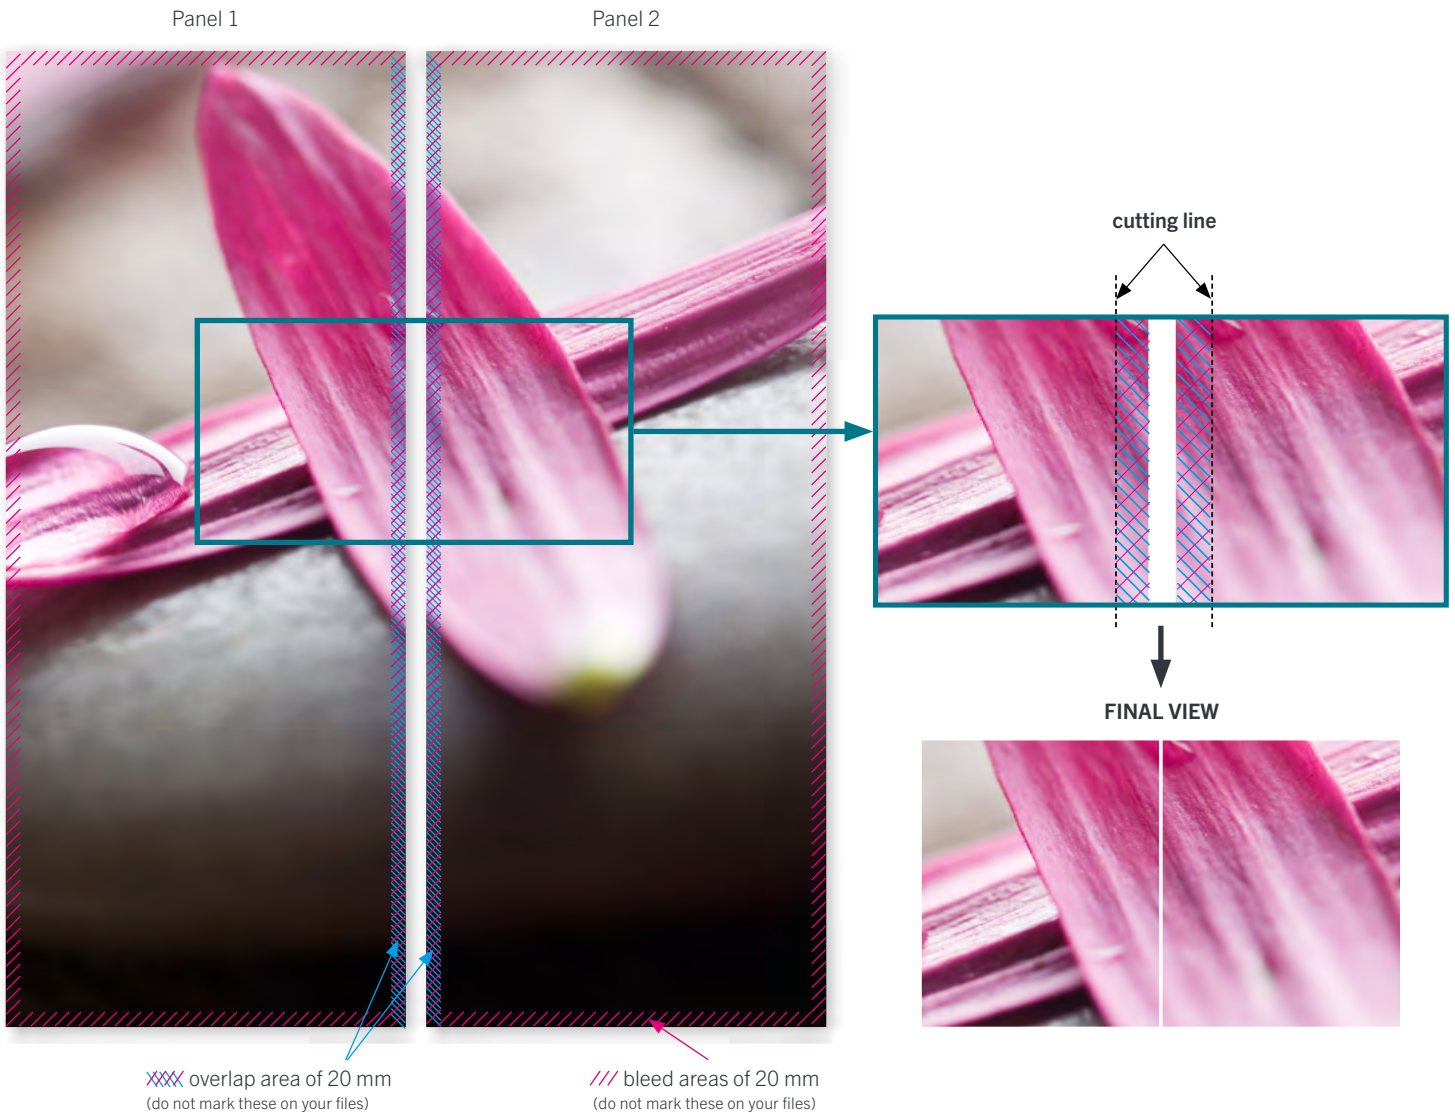 Panel 1
Panel 2
cutting line
FINAL VIEW
overlap area of 20 mm
(do not mark these on your files)
bleed areas of 20 mm
(do not mark these on your files)